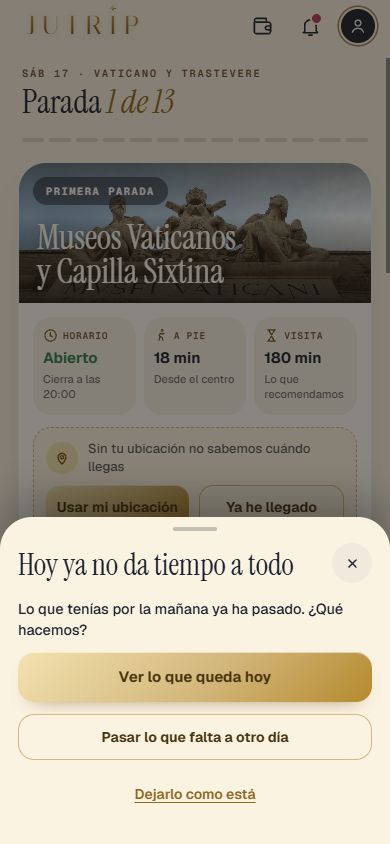 JUTRIP
SÁB 17 · VATICANO Y TRASTEVERE
Parada 1 de 13
PRIMERA PARADA
Museos Vaticanos
y Capilla Sixtina
HORARIO
Abierto
Cierra a las
20:00
A PIE
18 min
Desde el centro
VISITA
180 min
Lo que
recomendamos
Sin tu ubicación no sabemos cuándo
llegas
Usar mi ubicación
Ya he llegado
Hoy ya no da tiempo a todo
Lo que tenías por la mañana ya ha pasado. ¿Qué
hacemos?
Ver lo que queda hoy
Pasar lo que falta a otro día
Dejarlo como está